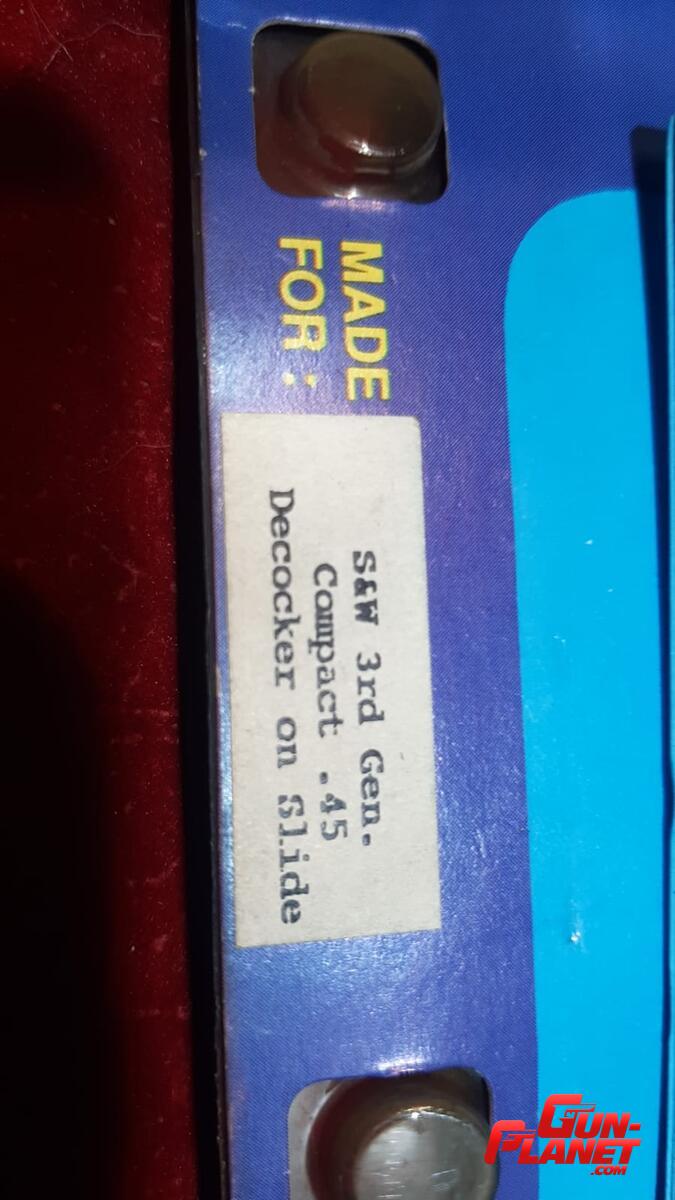 MADE
FOR:
S&W 3rd Gen.
Compact .45
Decocker on Slide
GUN-
PLANET
.COM